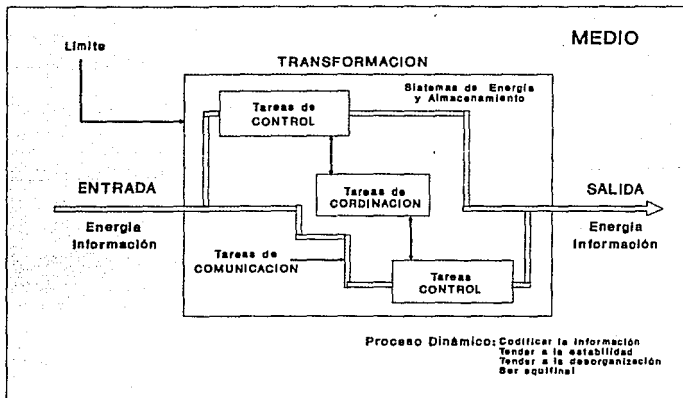 MEDIO
Límite
TRANSFORMACION
Sistemas de Energía
y Almacenamiento
Tareas de
CONTROL
ENTRADA
Energía
Información
Tareas de
CORDINACION
SALIDA
Energía
Información
Tareas de
COMUNICACION
Tareas
CONTROL
Proceso Dinámico: Codificar la información
Tender a la estabilidad
Tender a la desorganización
Ser equifinal